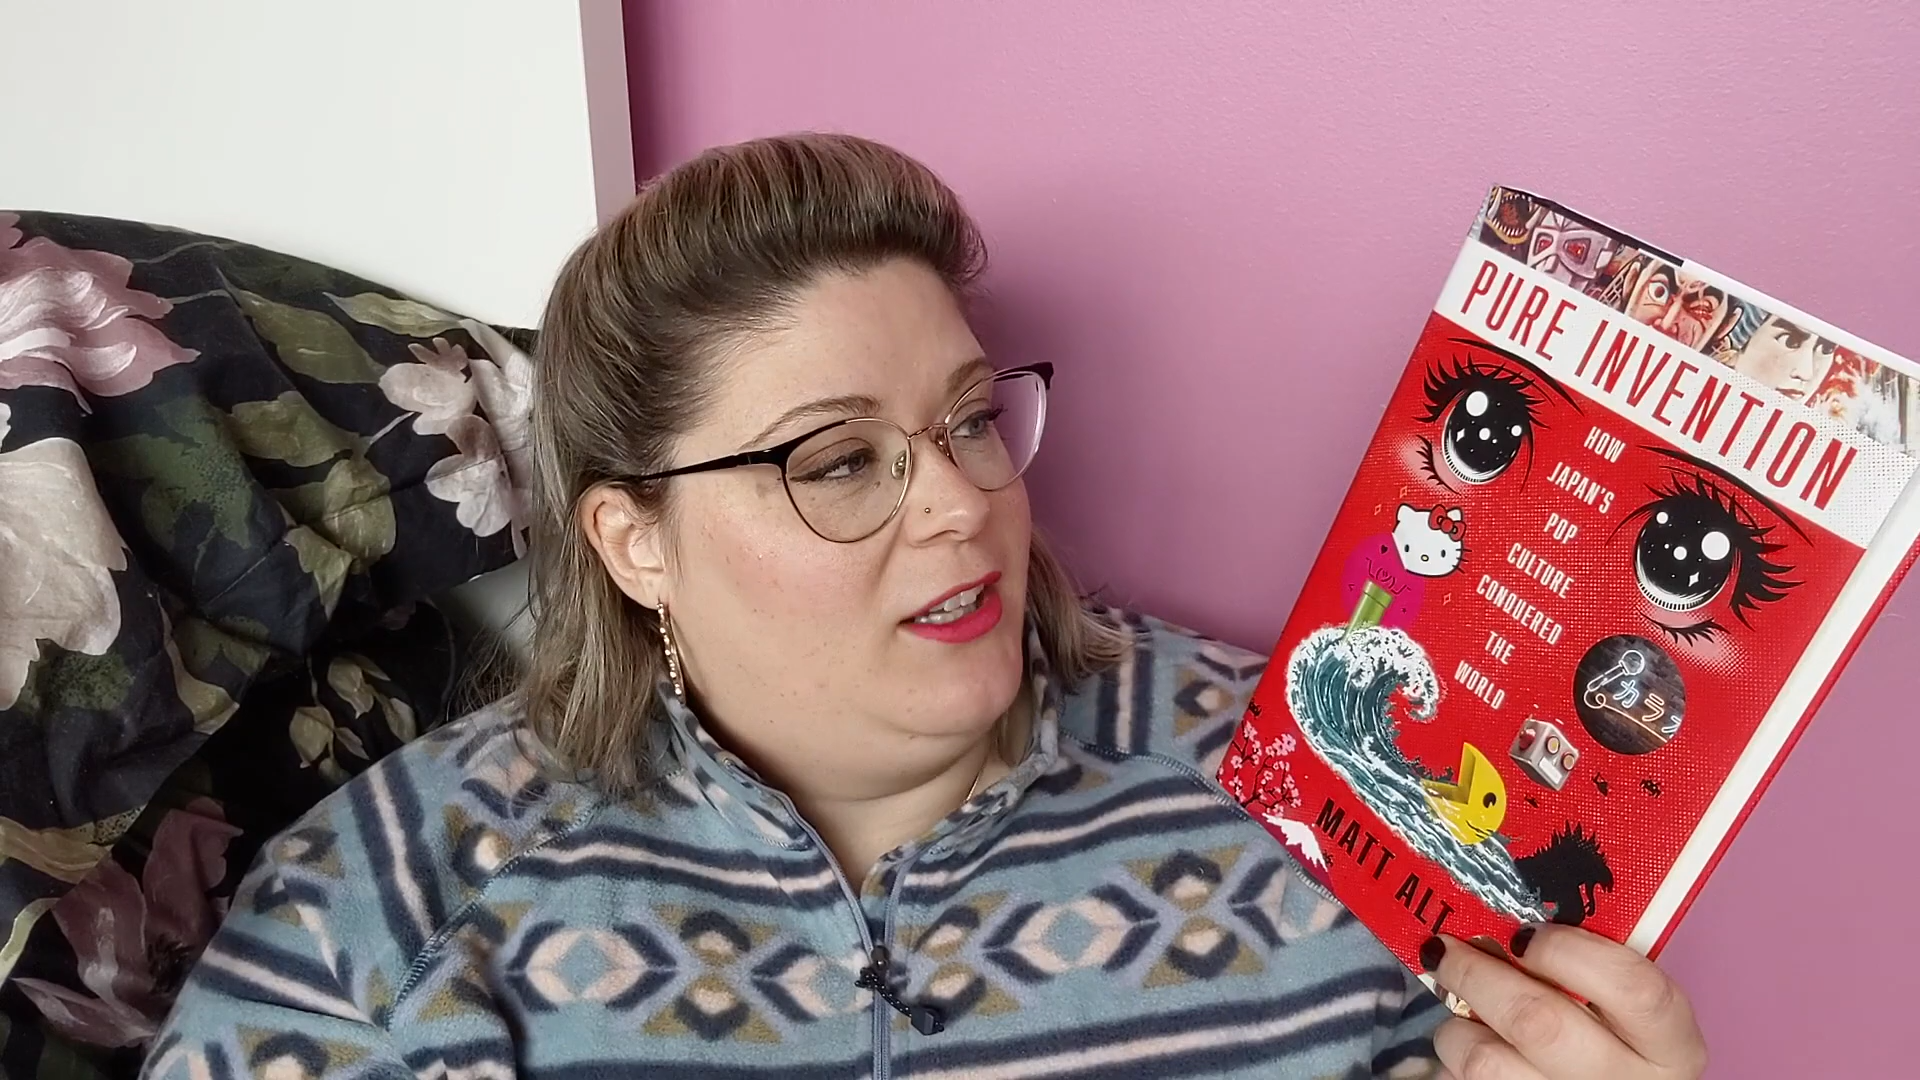 PURE INVENTION
HOW
JAPAN'S
POP
CULTURE
CONQUERED
THE
WORLD
カラ
MATT ALT